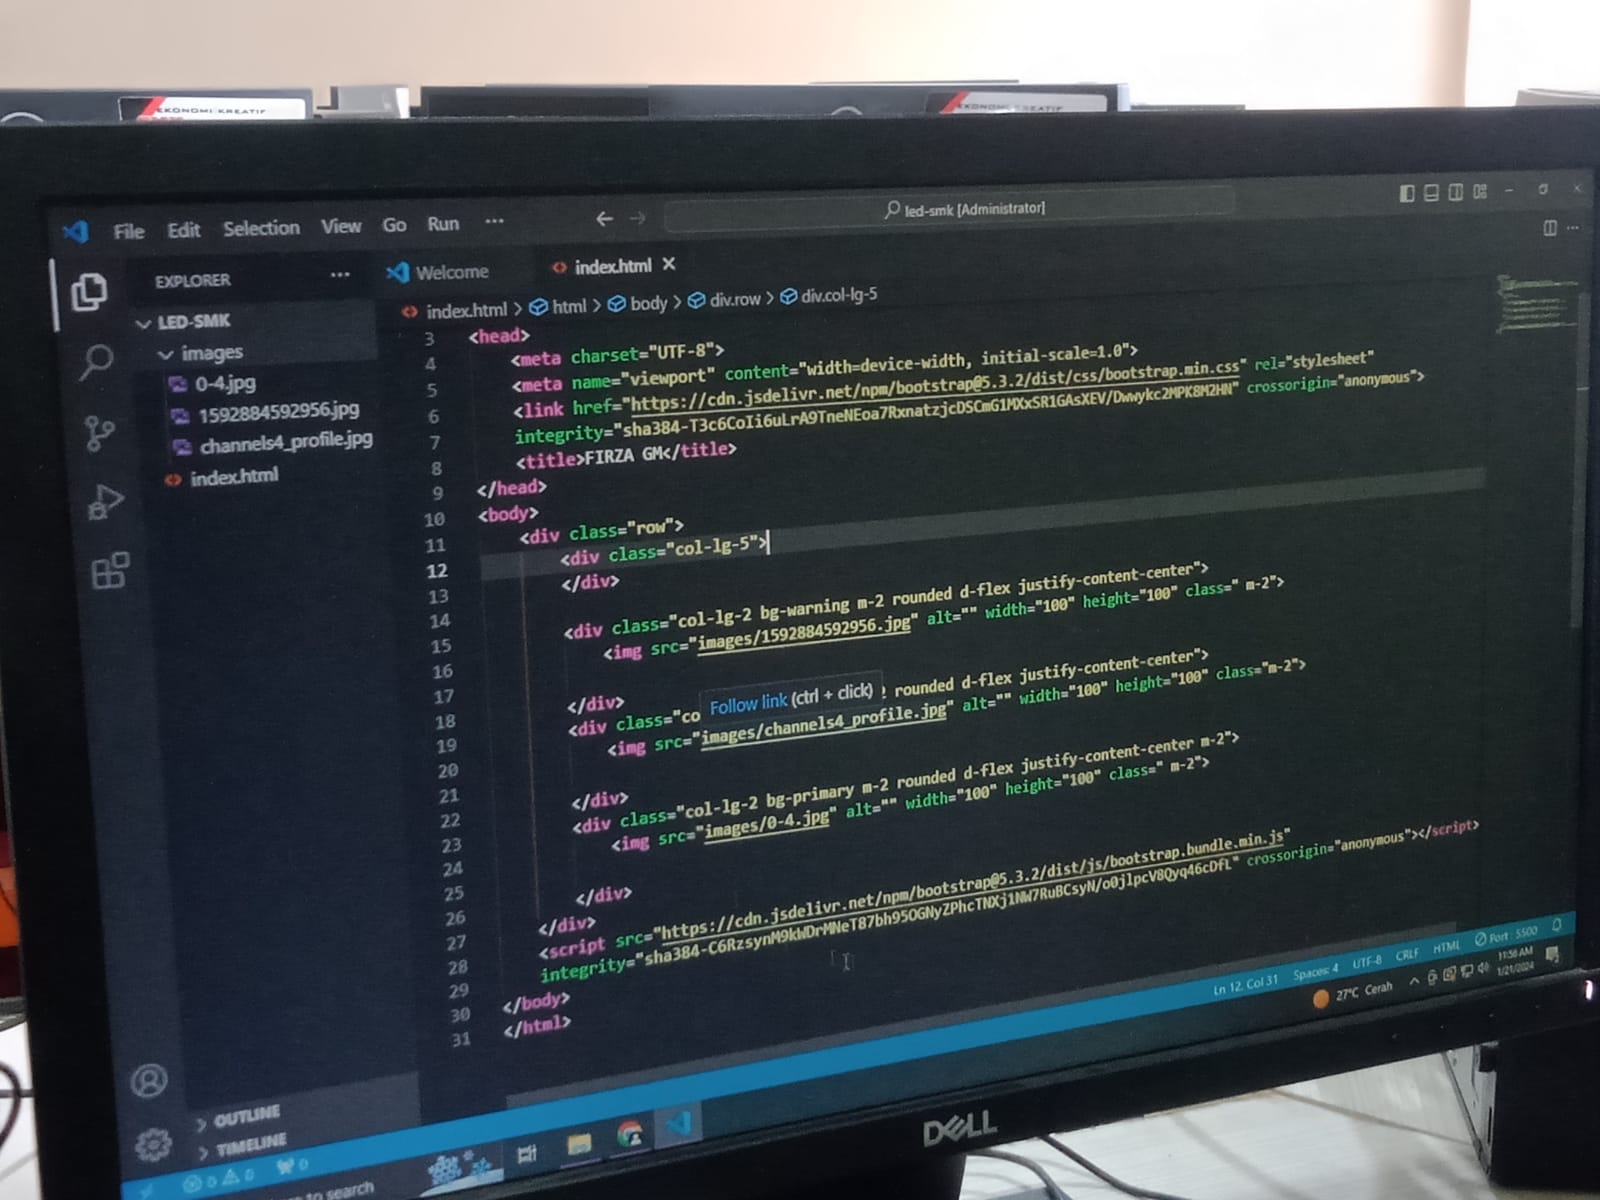 EKONOMI KREATIF
EKONOMI KREATIF
File Edit Selection View Go Run ···
led-smk [Administrator]
EXPLORER ···
LED-SMK
images
0-4.jpg
1592884592956.jpg
channels4_profile.jpg
index.html
OUTLINE
TIMELINE
Welcome
index.html
index.html > html > body > div.row > div.col-lg-5
3 <head>
4 <meta charset="UTF-8">
5 <meta name="viewport" content="width=device-width, initial-scale=1.0">
6 <link href="https://cdn.jsdelivr.net/npm/bootstrap@5.3.2/dist/css/bootstrap.min.css" rel="stylesheet"
7 integrity="sha384-T3c6CoIi6uLrA9TneNEoa7RxnatzjcDSCmG1MXxSR1GAsXEV/Dwwykc2MPK8M2HN" crossorigin="anonymous">
8 <title>FIRZA GM</title>
9 </head>
10 <body>
11 <div class="row">
12 <div class="col-lg-5">
13 </div>
14
15 <div class="col-lg-2 bg-warning m-2 rounded d-flex justify-content-center">
16 <img src="images/1592884592956.jpg" alt="" width="100" height="100" class=" m-2">
17
18 </div>
19 <div class="co rounded d-flex justify-content-center">
Follow link (ctrl + click)
20 <img src="images/channels4_profile.jpg" alt="" width="100" height="100" class="m-2">
21
22 </div>
23 <div class="col-lg-2 bg-primary m-2 rounded d-flex justify-content-center m-2">
24 <img src="images/0-4.jpg" alt="" width="100" height="100" class=" m-2">
25
26 </div>
27 </div>
28 <script src="https://cdn.jsdelivr.net/npm/bootstrap@5.3.2/dist/js/bootstrap.bundle.min.js"
29 integrity="sha384-C6RzsynM9kWDrMNeT87bh95OGNyZPhcTNXj1NW7RuBCsyN/o0jlpcV8Qyq46cDfL" crossorigin="anonymous"></script>
30 </body>
31 </html>
0 0 0
Ln 12, Col 31 Spaces: 4 UTF-8 CRLF HTML Port : 5500
to search
27°C Cerah
11:56 AM
1/21/2024
DELL